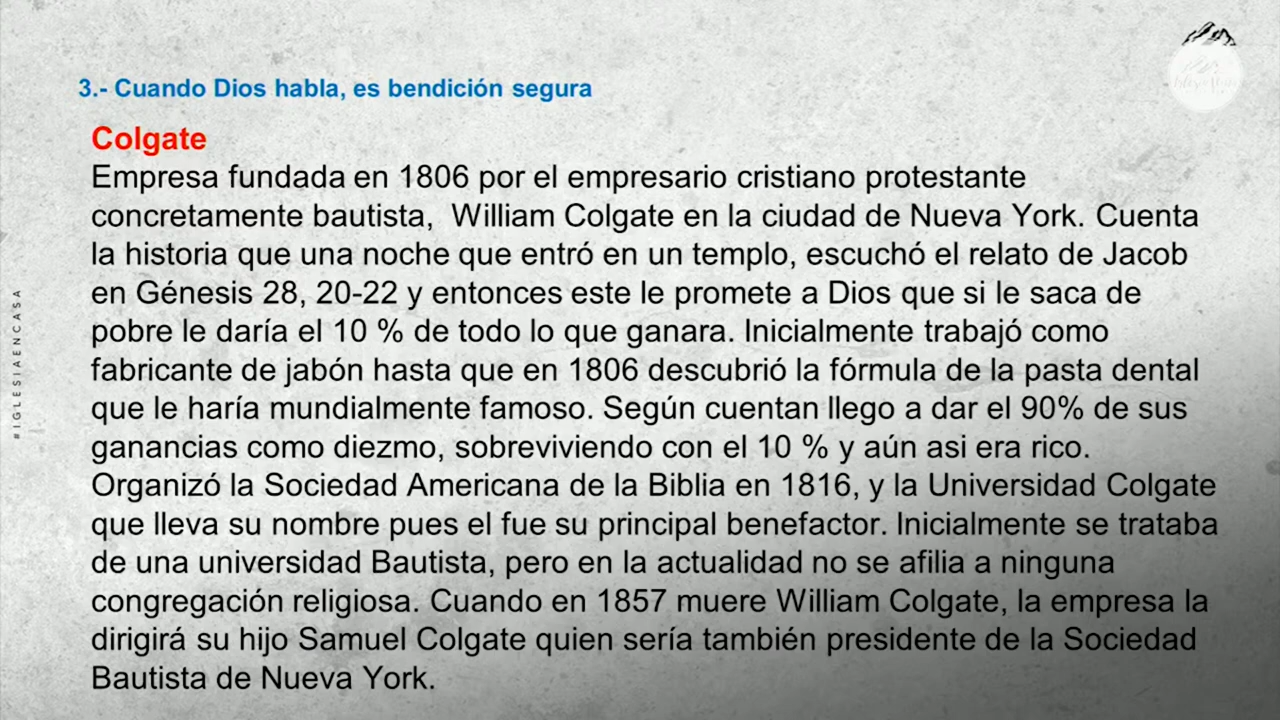 3.- Cuando Dios habla, es bendición segura
Colgate
Empresa fundada en 1806 por el empresario cristiano protestante
concretamente bautista, William Colgate en la ciudad de Nueva York. Cuenta
la historia que una noche que entró en un templo, escuchó el relato de Jacob
en Génesis 28, 20-22 y entonces este le promete a Dios que si le saca de
pobre le daría el 10 % de todo lo que ganara. Inicialmente trabajó como
fabricante de jabón hasta que en 1806 descubrió la fórmula de la pasta dental
que le haría mundialmente famoso. Según cuentan llego a dar el 90% de sus
ganancias como diezmo, sobreviviendo con el 10 % y aún asi era rico.
Organizó la Sociedad Americana de la Biblia en 1816, y la Universidad Colgate
que lleva su nombre pues el fue su principal benefactor. Inicialmente se trataba
de una universidad Bautista, pero en la actualidad no se afilia a ninguna
congregación religiosa. Cuando en 1857 muere William Colgate, la empresa la
dirigirá su hijo Samuel Colgate quien sería también presidente de la Sociedad
Bautista de Nueva York.
#IGLESIAENCASA